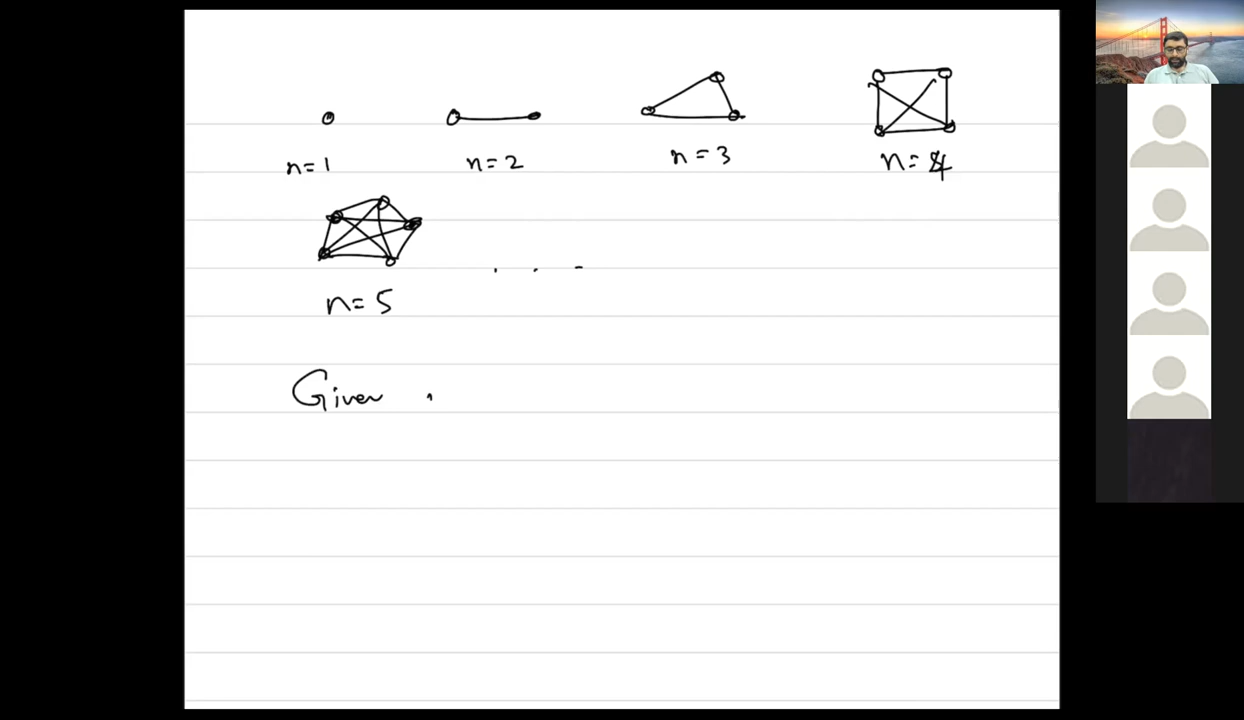 n=1 n=2 n=3 n=4
n=5
. . .
Given